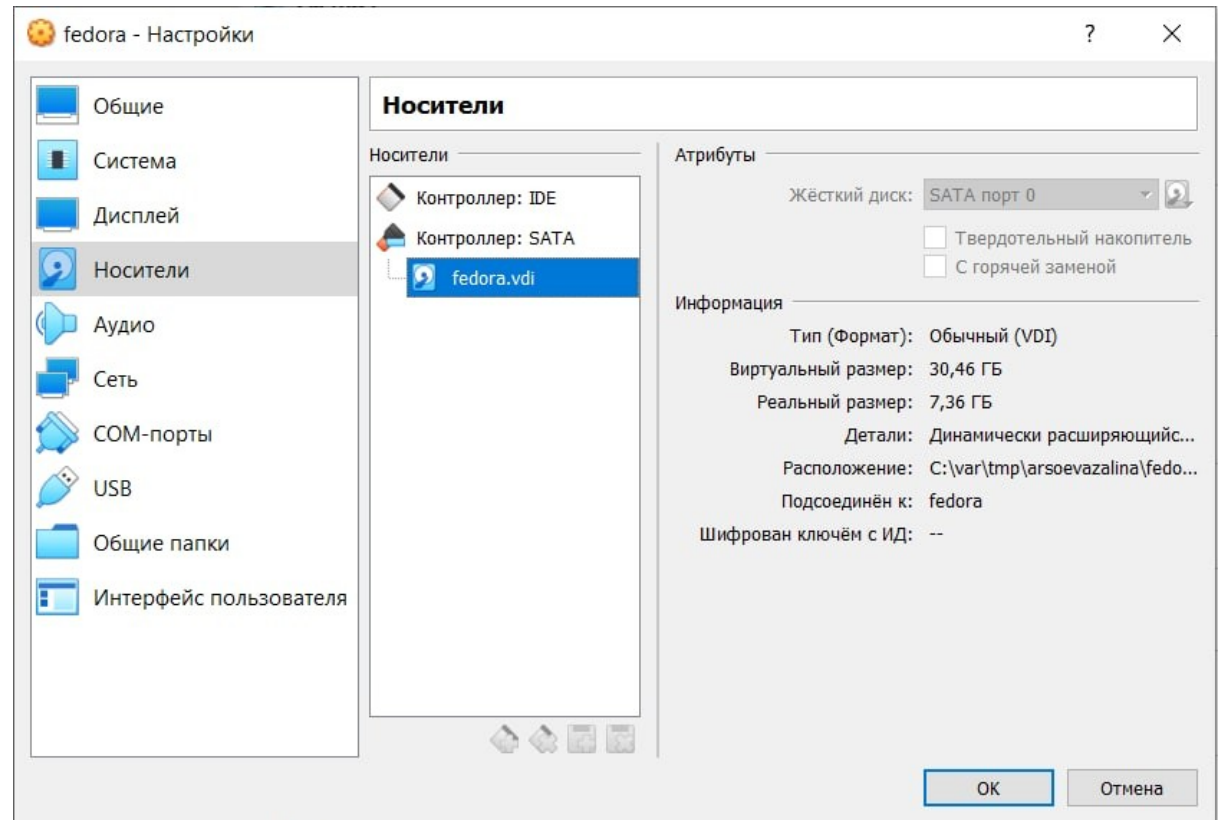 fedora - Настройки
?
Общие
Система
Дисплей
Носители
Аудио
Сеть
COM-порты
USB
Общие папки
Интерфейс пользователя
Носители
Носители
Контроллер: IDE
Контроллер: SATA
fedora.vdi
Атрибуты
Жёсткий диск: SATA порт 0
Твердотельный накопитель
С горячей заменой
Информация
Тип (Формат): Обычный (VDI)
Виртуальный размер: 30,46 ГБ
Реальный размер: 7,36 ГБ
Детали: Динамически расширяющийс...
Расположение: C:\var\tmp\arsoevazalina\fedo...
Подсоединён к: fedora
Шифрован ключём с ИД: --
OK
Отмена